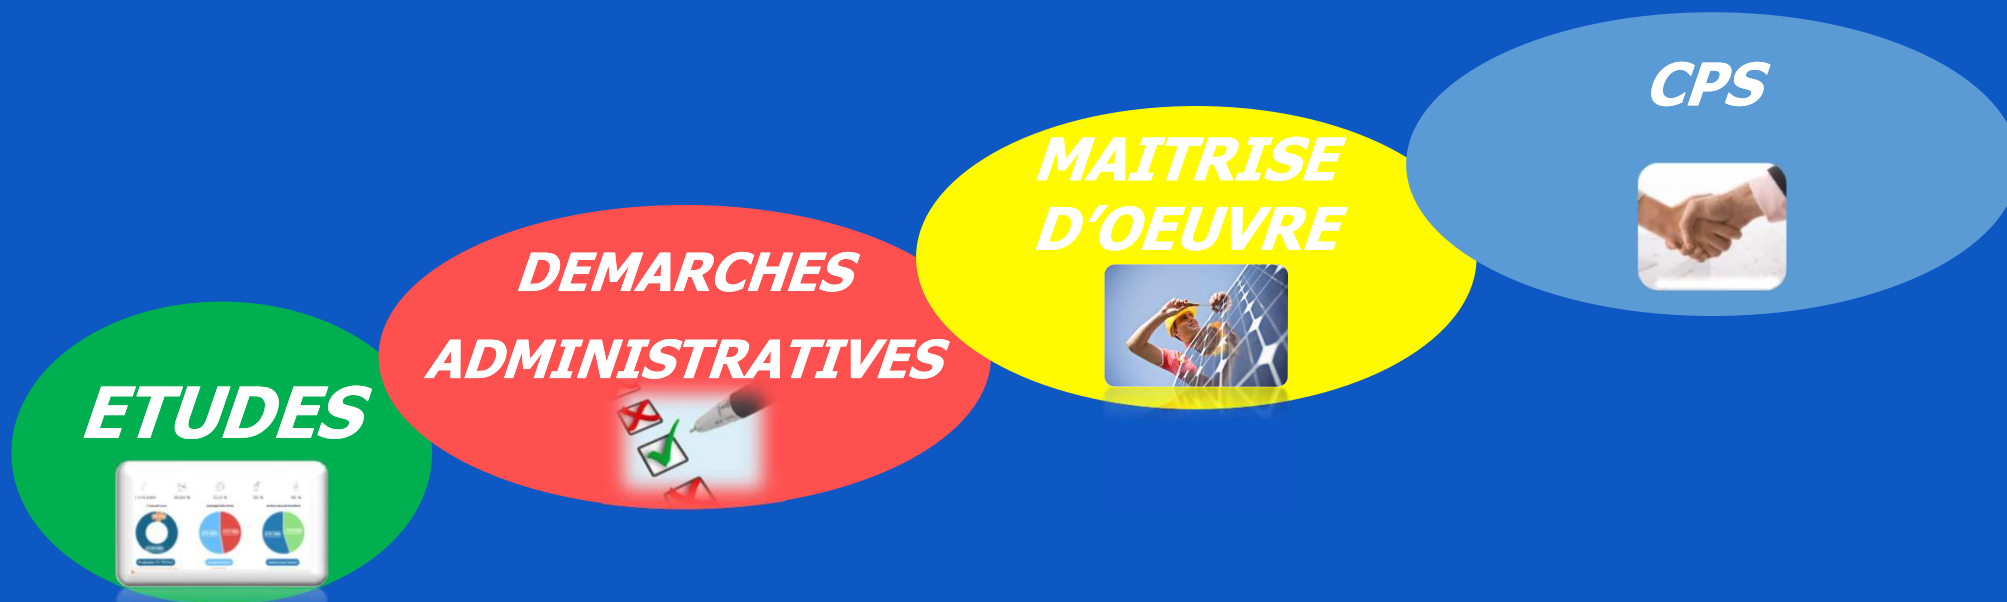 ETUDES
DEMARCHES
ADMINISTRATIVES
MAITRISE
D’OEUVRE
CPS